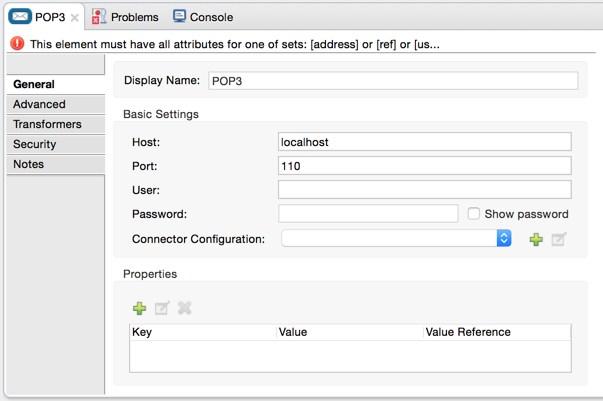 POP3 Problems Console
This element must have all attributes for one of sets: [address] or [ref] or [us...
General
Advanced
Transformers
Security
Notes
Display Name: POP3
Basic Settings
Host: localhost
Port: 110
User:
Password: Show password
Connector Configuration:
Properties
Key Value Value Reference